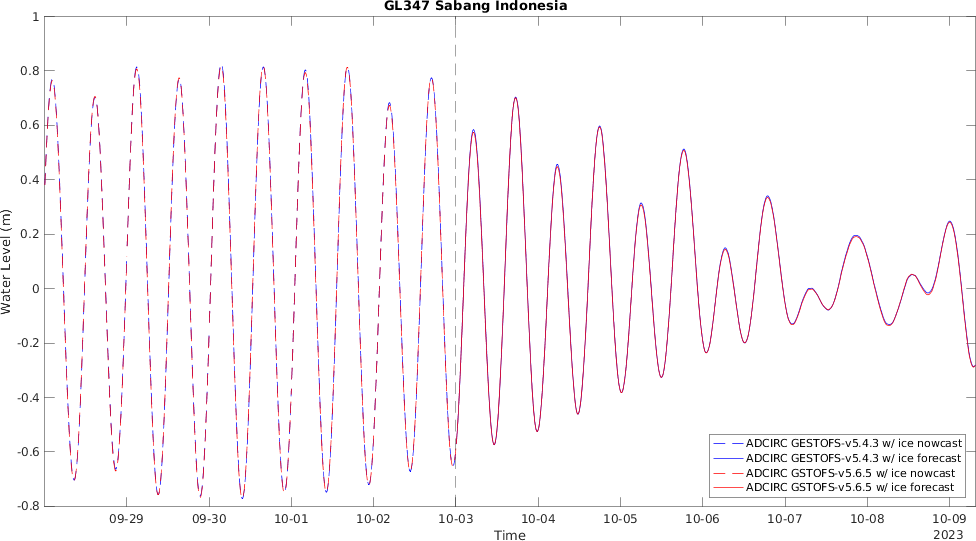 GL347 Sabang Indonesia
1
0.8
0.6
0.4
0.2
0
-0.2
-0.4
-0.6
-0.8
Water Level (m)
ADCIRC GESTOFS-v5.4.3 w/ ice nowcast
ADCIRC GESTOFS-v5.4.3 w/ ice forecast
ADCIRC GSTOFS-v5.6.5 w/ ice nowcast
ADCIRC GSTOFS-v5.6.5 w/ ice forecast
09-29 09-30 10-01 10-02 10-03 10-04 10-05 10-06 10-07 10-08 10-09
2023
Time